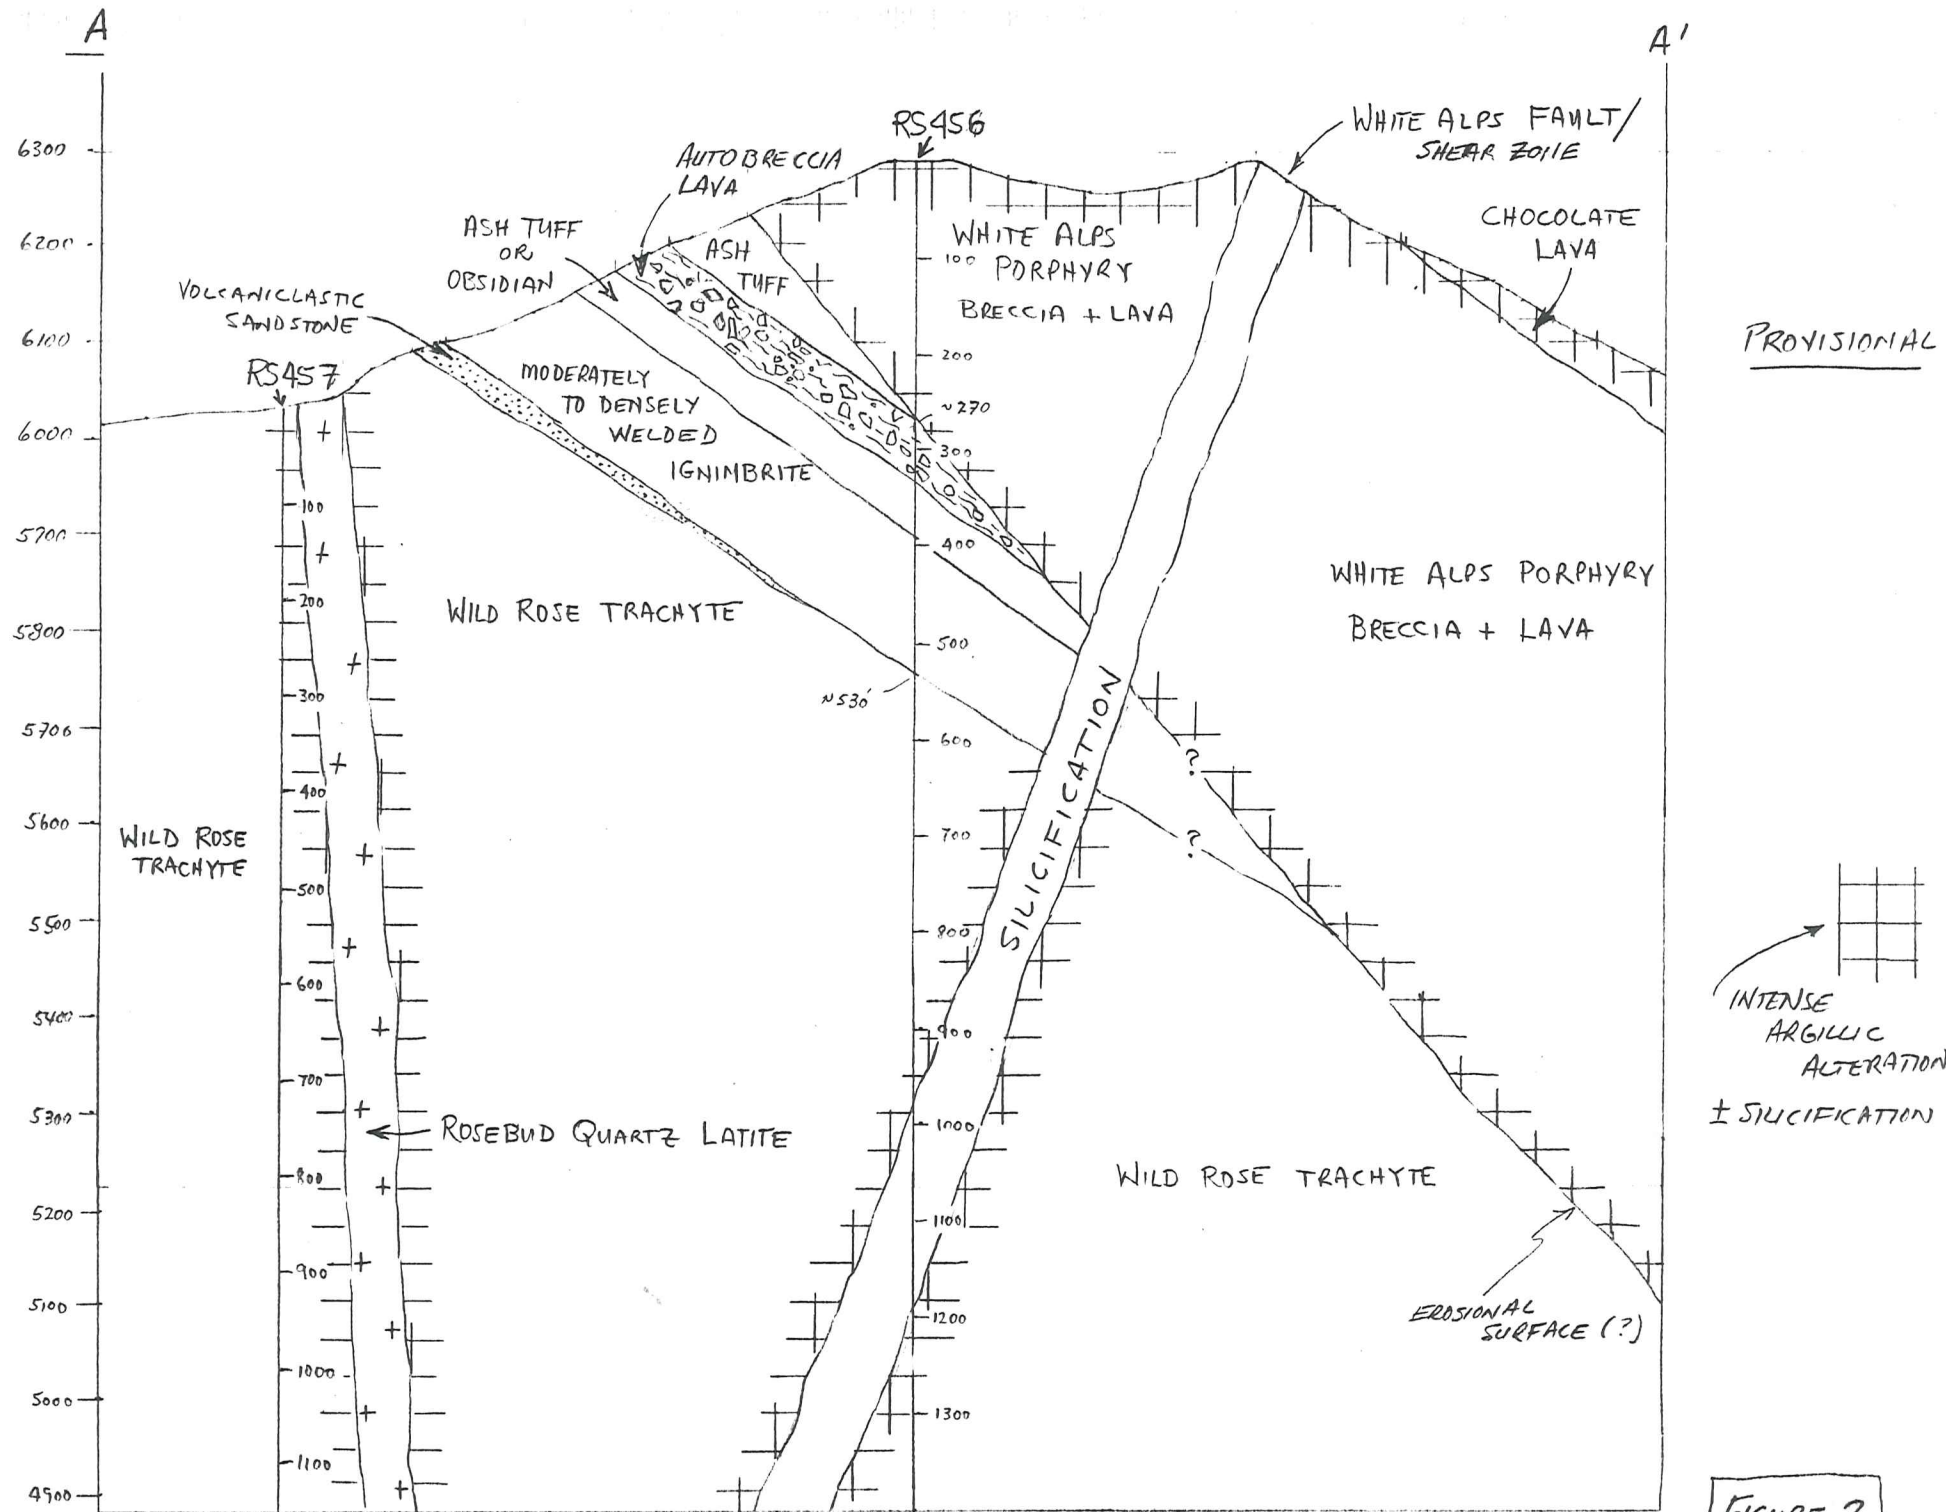 A
A'
6300
6200
6100
6000
5900
5800
5700
5600
5500
5400
5300
5200
5100
5000
4900
RS456
RS457
WHITE ALPS FAULT/
SHEAR ZONE
AUTOBRECCIA
LAVA
ASH TUFF
OR
OBSIDIAN
ASH
TUFF
VOLCANICLASTIC
SANDSTONE
WHITE ALPS
PORPHYRY
BRECCIA + LAVA
CHOCOLATE
LAVA
PROVISIONAL
MODERATELY
TO DENSELY
WELDED
IGNIMBRITE
100
200
~270
300
400
500
~530'
600
700
800
900
1000
1100
1200
1300
100
200
300
400
500
600
700
800
900
1000
1100
WILD ROSE TRACHYTE
WHITE ALPS PORPHYRY
BRECCIA + LAVA
SILICIFICATION
?
?
WILD ROSE
TRACHYTE
INTENSE
ARGILLIC
ALTERATION
± SILICIFICATION
ROSEBUD QUARTZ LATITE
WILD ROSE TRACHYTE
EROSIONAL
SURFACE (?)
FIGURE 2